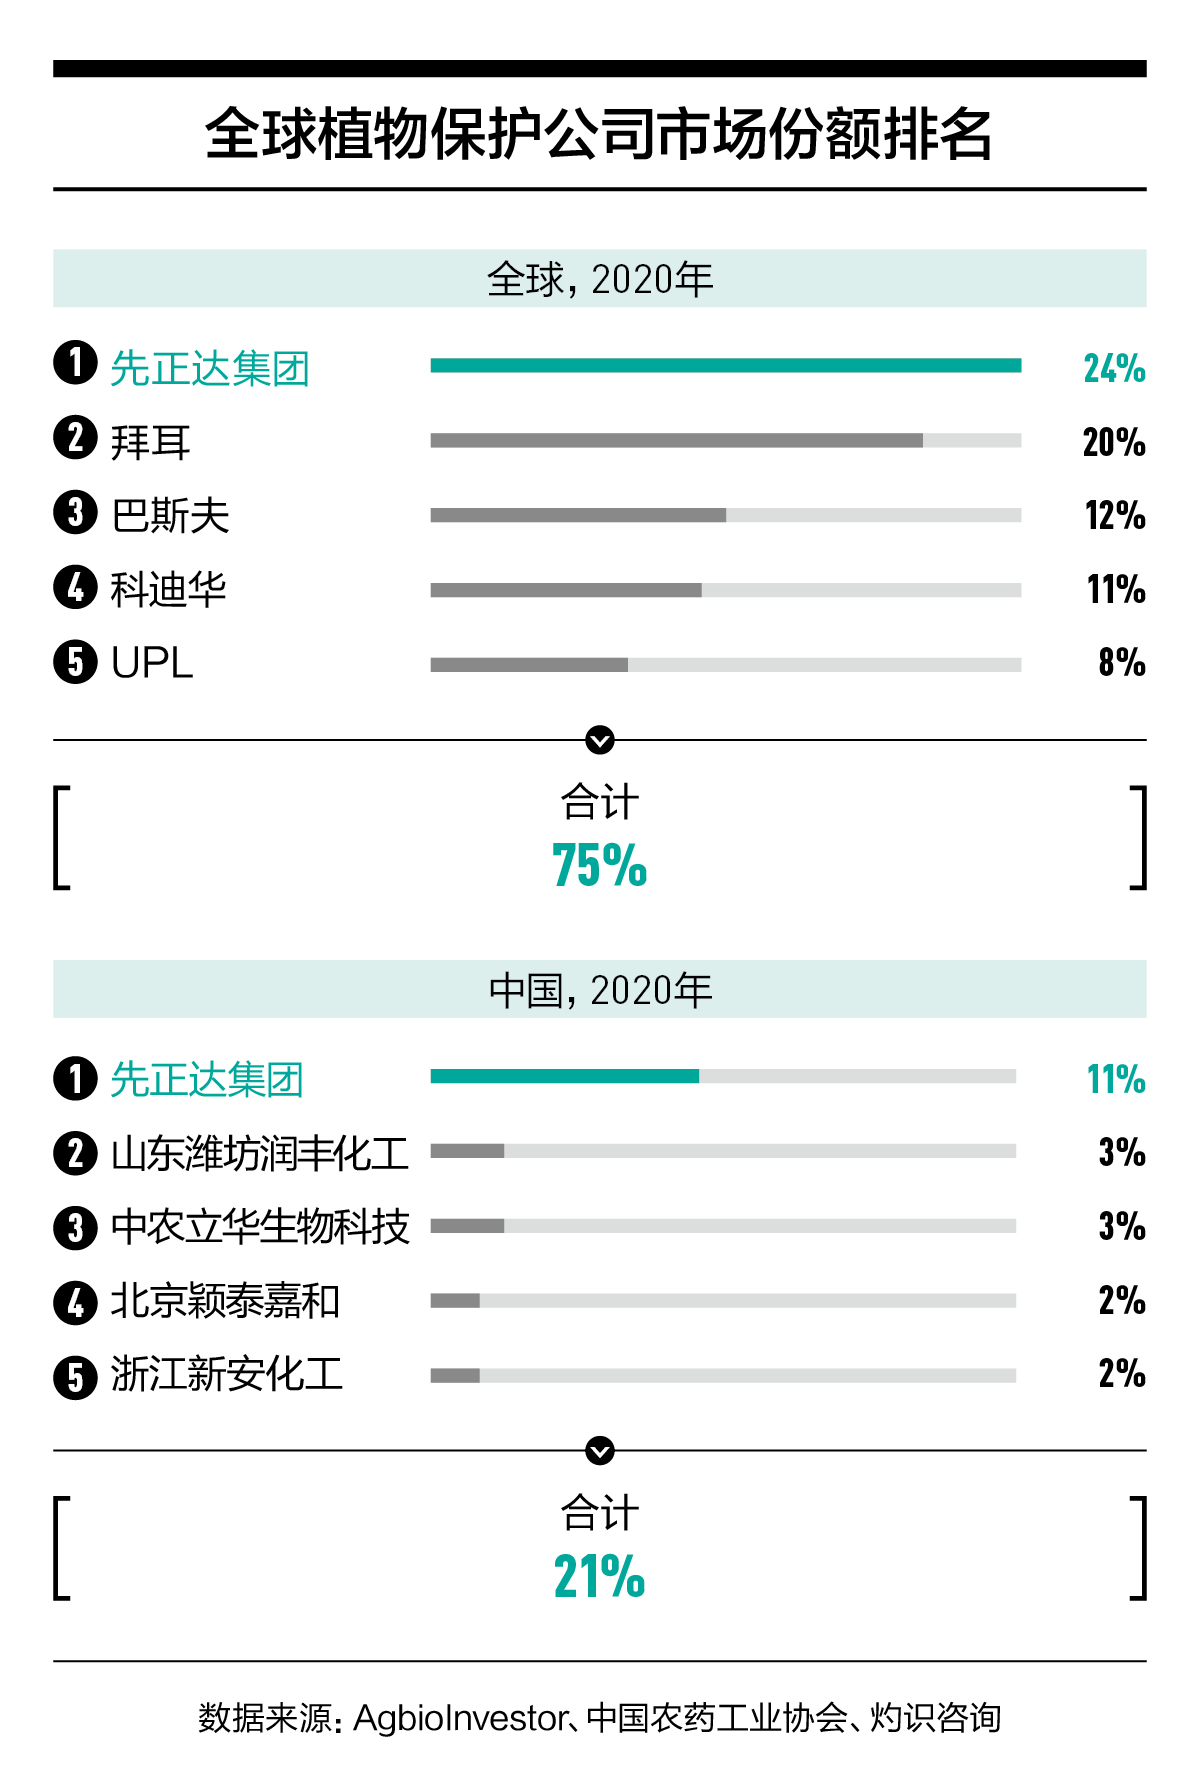 全球植物保护公司市场份额排名
全球，2020年
1 先正达集团 24%
2 拜耳 20%
3 巴斯夫 12%
4 科迪华 11%
5 UPL 8%
合计
75%
中国，2020年
1 先正达集团 11%
2 山东潍坊润丰化工 3%
3 中农立华生物科技 3%
4 北京颖泰嘉和 2%
5 浙江新安化工 2%
合计
21%
数据来源：AgbioInvestor、中国农药工业协会、灼识咨询